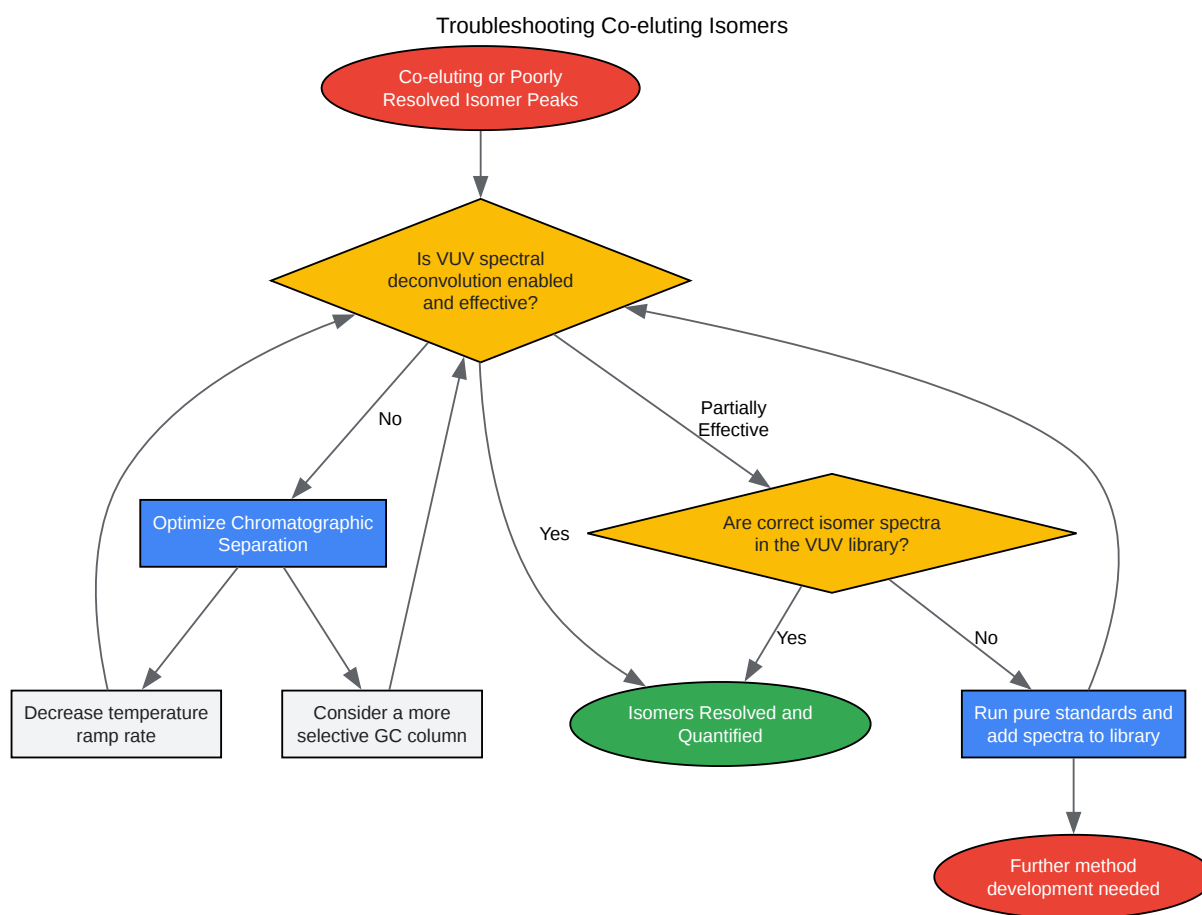 Troubleshooting Co-eluting Isomers
Co-eluting or Poorly
Resolved Isomer Peaks
Is VUV spectral
deconvolution enabled
and effective?
No
Partially
Effective
Optimize Chromatographic
Separation
Yes
Are correct isomer spectra
in the VUV library?
Yes
No
Decrease temperature
ramp rate
Consider a more
selective GC column
Isomers Resolved and
Quantified
Run pure standards and
add spectra to library
Further method
development needed